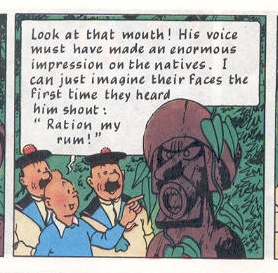 Look at that mouth! His voice
must have made an enormous
impression on the natives. I
can just imagine their faces the
first time they heard
him shout:
"Ration my
rum!"